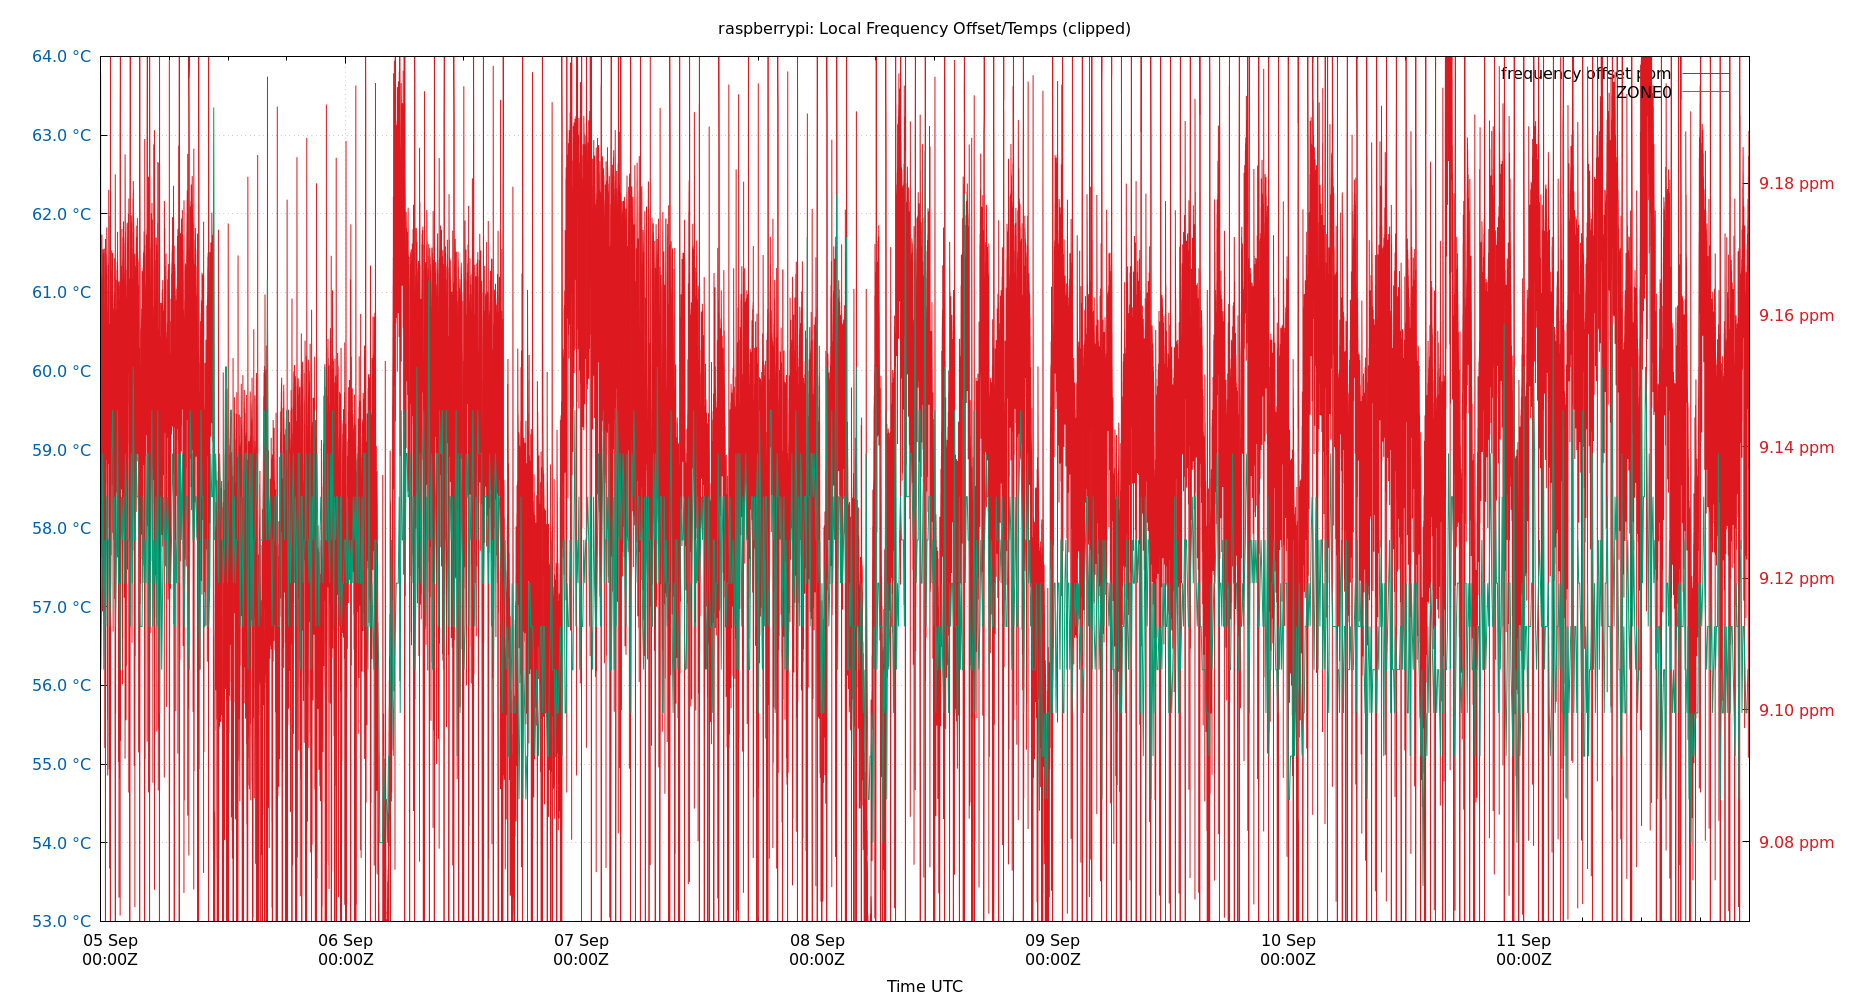 raspberrypi: Local Frequency Offset/Temps (clipped)
64.0 °C
63.0 °C
62.0 °C
61.0 °C
60.0 °C
59.0 °C
58.0 °C
57.0 °C
56.0 °C
55.0 °C
54.0 °C
53.0 °C
frequency offset ppm
ZONE0
9.18 ppm
9.16 ppm
9.14 ppm
9.12 ppm
9.10 ppm
9.08 ppm
05 Sep
00:00Z
06 Sep
00:00Z
07 Sep
00:00Z
08 Sep
00:00Z
09 Sep
00:00Z
10 Sep
00:00Z
11 Sep
00:00Z
Time UTC